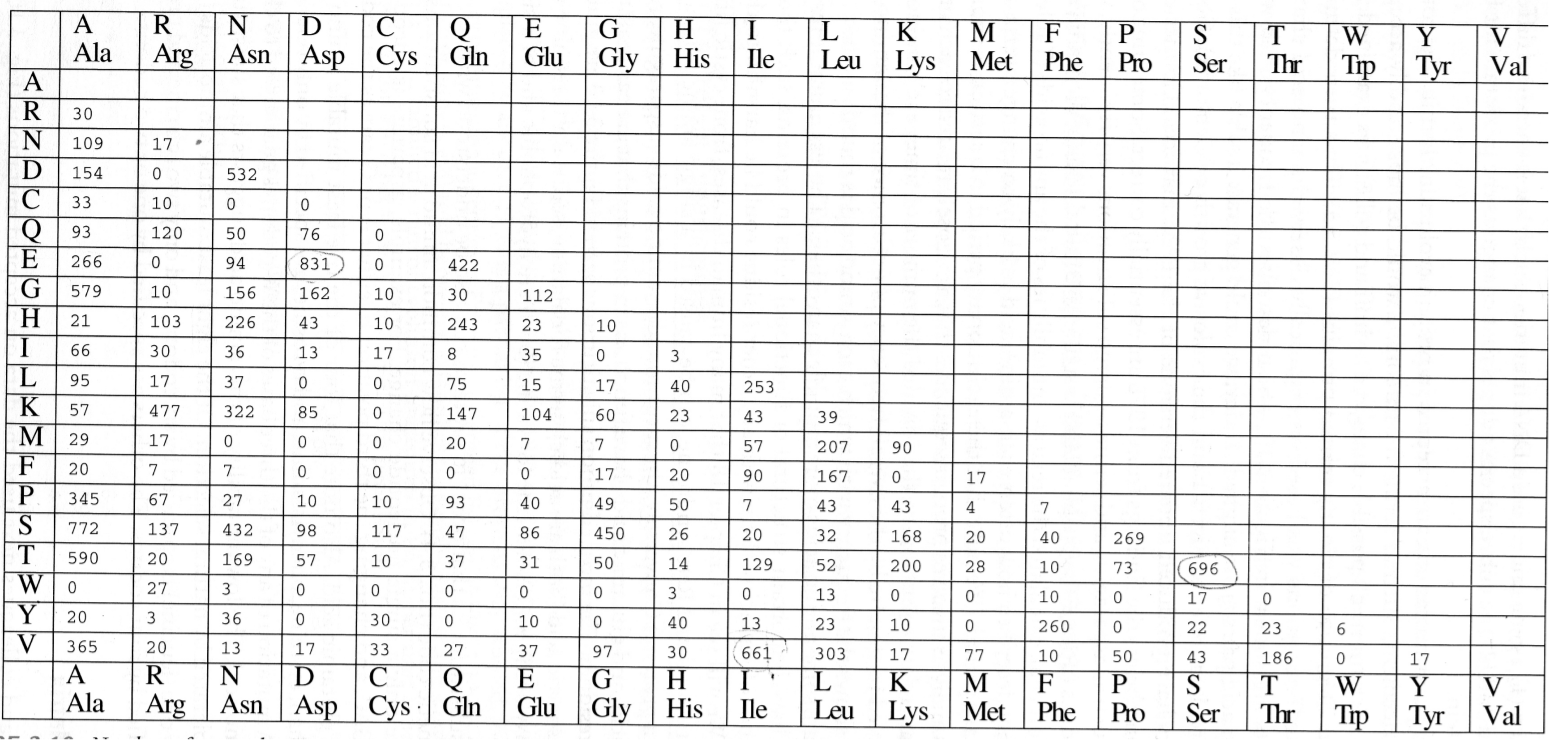 A R N D C Q E G H I L K M F P S T W Y V
Ala Arg Asn Asp Cys Gln Glu Gly His Ile Leu Lys Met Phe Pro Ser Thr Trp Tyr Val
A
R 30
N 109 17
D 154 0 532
C 33 10 0 0
Q 93 120 50 76 0
E 266 0 94 831 0 422
G 579 10 156 162 10 30 112
H 21 103 226 43 10 243 23 10
I 66 30 36 13 17 8 35 0 3
L 95 17 37 0 0 75 15 17 40 253
K 57 477 322 85 0 147 104 60 23 43 39
M 29 17 0 0 0 20 7 7 0 57 207 90
F 20 7 7 0 0 0 0 17 20 90 167 0 17
P 345 67 27 10 10 93 40 49 50 7 43 43 4 7
S 772 137 432 98 117 47 86 450 26 20 32 168 20 40 269
T 590 20 169 57 10 37 31 50 14 129 52 200 28 10 73 696
W 0 27 3 0 0 0 0 0 3 0 13 0 0 10 0 17 0
Y 20 3 36 0 30 0 10 0 40 13 23 10 0 260 0 22 23 6
V 365 20 13 17 33 27 37 97 30 661 303 17 77 10 50 43 186 0 17
A R N D C Q E G H I L K M F P S T W Y V
Ala Arg Asn Asp Cys Gln Glu Gly His Ile Leu Lys Met Phe Pro Ser Thr Trp Tyr Val